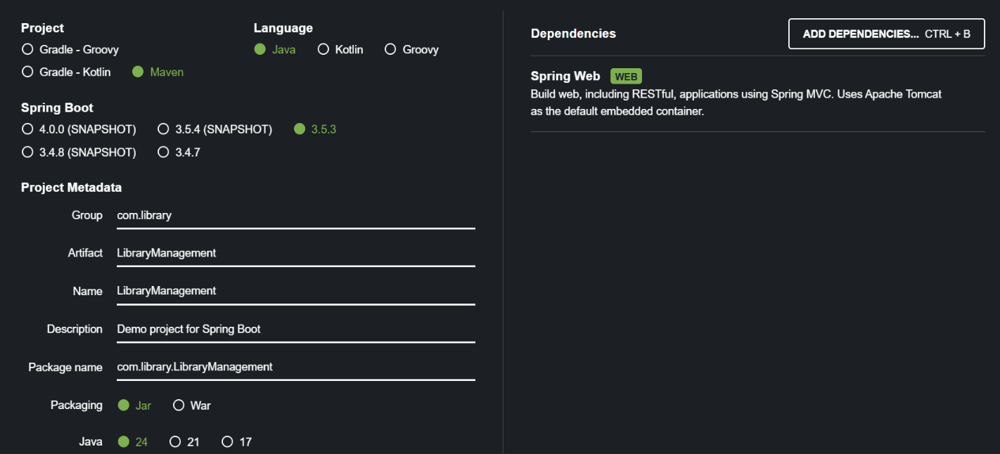 Project
Gradle - Groovy
Gradle - Kotlin Maven
Language
Java Kotlin Groovy
Spring Boot
4.0.0 (SNAPSHOT) 3.5.4 (SNAPSHOT) 3.5.3
3.4.8 (SNAPSHOT) 3.4.7
Project Metadata
Group com.library
Artifact LibraryManagement
Name LibraryManagement
Description Demo project for Spring Boot
Package name com.library.LibraryManagement
Packaging Jar War
Java 24 21 17
Dependencies
ADD DEPENDENCIES... CTRL + B
Spring Web WEB
Build web, including RESTful, applications using Spring MVC. Uses Apache Tomcat
as the default embedded container.